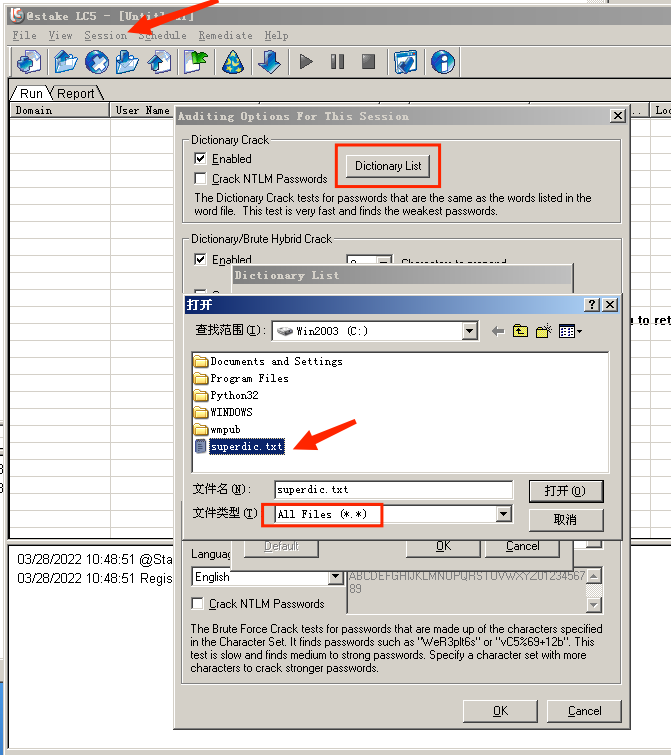 @stake LC5 - [Untitled1]
File View Session Schedule Remediate Help
Run Report
Domain User Name
Auditing Options For This Session
Dictionary Crack
Enabled
Dictionary List
Crack NTLM Passwords
The Dictionary Crack tests for passwords that are the same as the words listed in the
word file. This test is very fast and finds the weakest passwords.
Dictionary/Brute Hybrid Crack
Enabled
Characters to prepend
Dictionary List
打开
查找范围(I):
Win2003 (C:)
Documents and Settings
Program Files
Python32
WINDOWS
wmpub
superdic.txt
文件名(N):
superdic.txt
打开(O)
文件类型(T)
All Files (*.*)
取消
Default
OK
Cancel
03/28/2022 10:48:51 @Sta
03/28/2022 10:48:51 Regis
Languag
English
ABCDEFGHIJKLMNOPQRSTUVWXYZ01234567
89
Crack NTLM Passwords
The Brute Force Crack tests for passwords that are made up of the characters specified
in the Character Set. It finds passwords such as "WeR3plt6s" or "vC5%69+12b". This
test is slow and finds medium to strong passwords. Specify a character set with more
characters to crack stronger passwords.
OK
Cancel